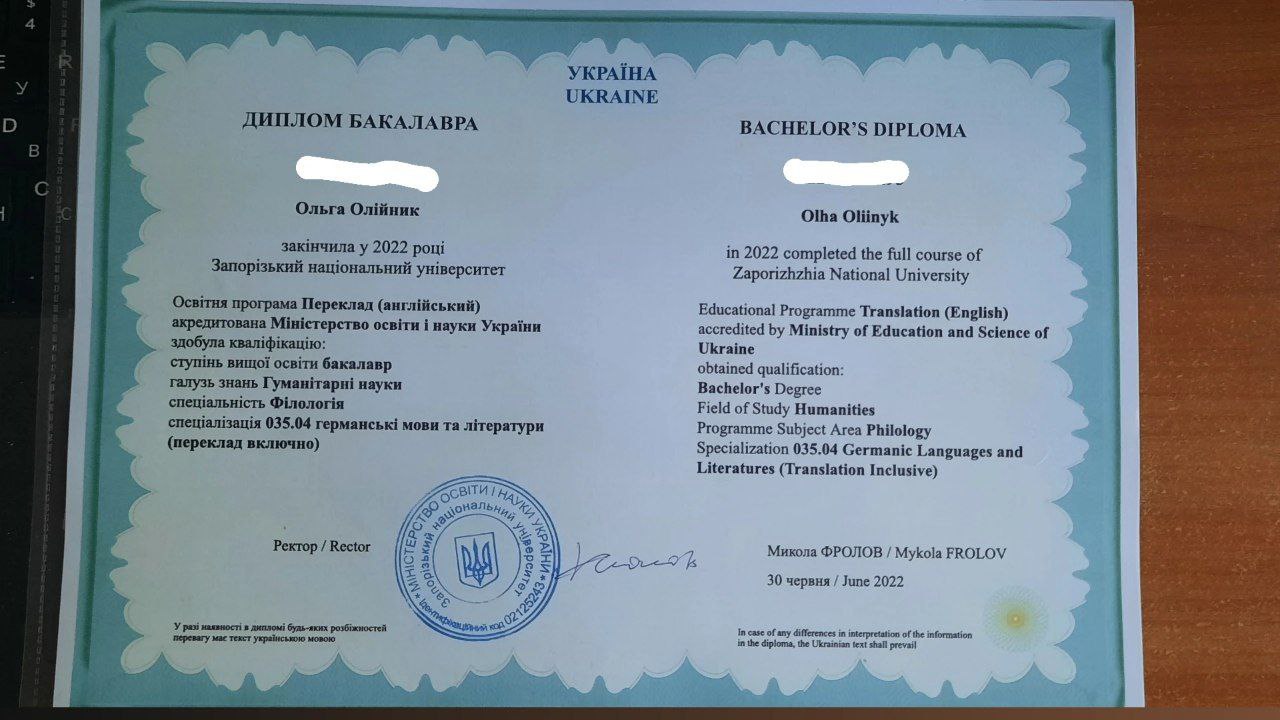 УКРАЇНА
UKRAINE
ДИПЛОМ БАКАЛАВРА
Ольга Олійник
закінчила у 2022 році
Запорізький національний університет
Освітня програма Переклад (англійський)
акредитована Міністерство освіти і науки України
здобула кваліфікацію:
ступінь вищої освіти бакалавр
галузь знань Гуманітарні науки
спеціальність Філологія
спеціалізація 035.04 германські мови та літератури
(переклад включно)
BACHELOR'S DIPLOMA
Olha Oliinyk
in 2022 completed the full course of
Zaporizhzhia National University
Educational Programme Translation (English)
accredited by Ministry of Education and Science of
Ukraine
obtained qualification:
Bachelor's Degree
Field of Study Humanities
Programme Subject Area Philology
Specialization 035.04 Germanic Languages and
Literatures (Translation Inclusive)
Ректор / Rector
МІНІСТЕРСТВО ОСВІТИ І НАУКИ УКРАЇНИ
Запорізький національний університет
Ідентифікаційний код 02125243
Микола ФРОЛОВ / Mykola FROLOV
30 червня / June 2022
У разі наявності в дипломі будь-яких розбіжностей
перевагу має текст українською мовою
In case of any differences in interpretation of the information
in the diploma, the Ukrainian text shall prevail
$
4
E R
У
D F
В
C
H C